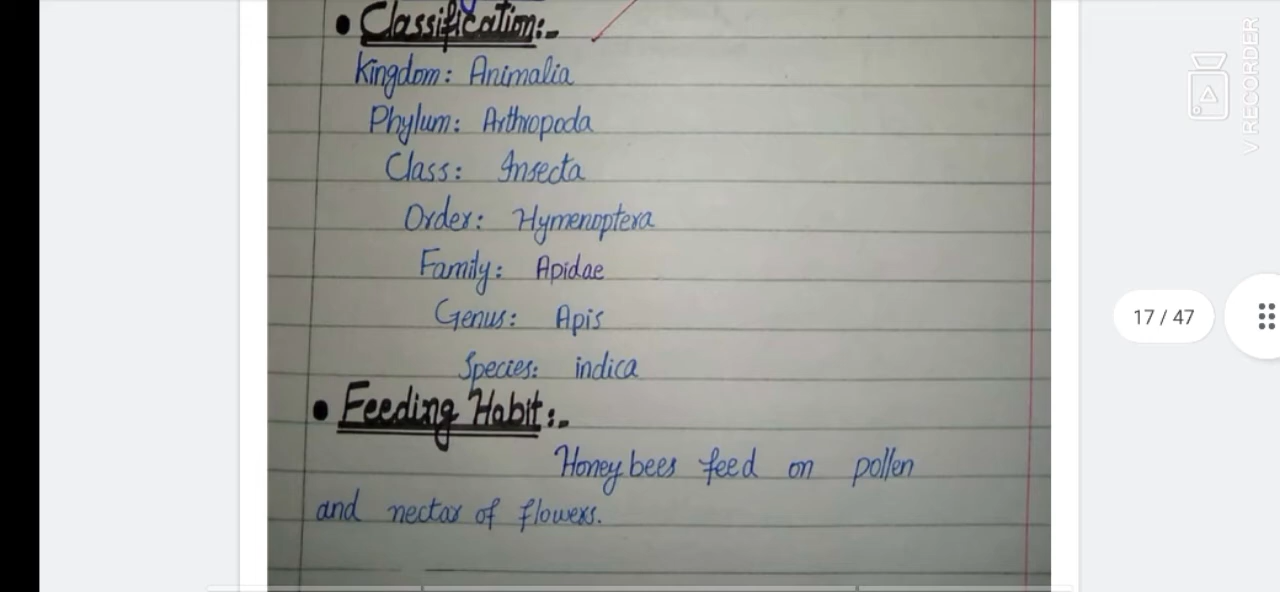 • Classification:-
Kingdom: Animalia
Phylum: Arthropoda
Class: Insecta
Order: Hymenoptera
Family: Apidae
Genus: Apis
Species: indica
• Feeding Habit:-
Honey bees feed on pollen
and nectar of flowers.
17 / 47
V RECORDER